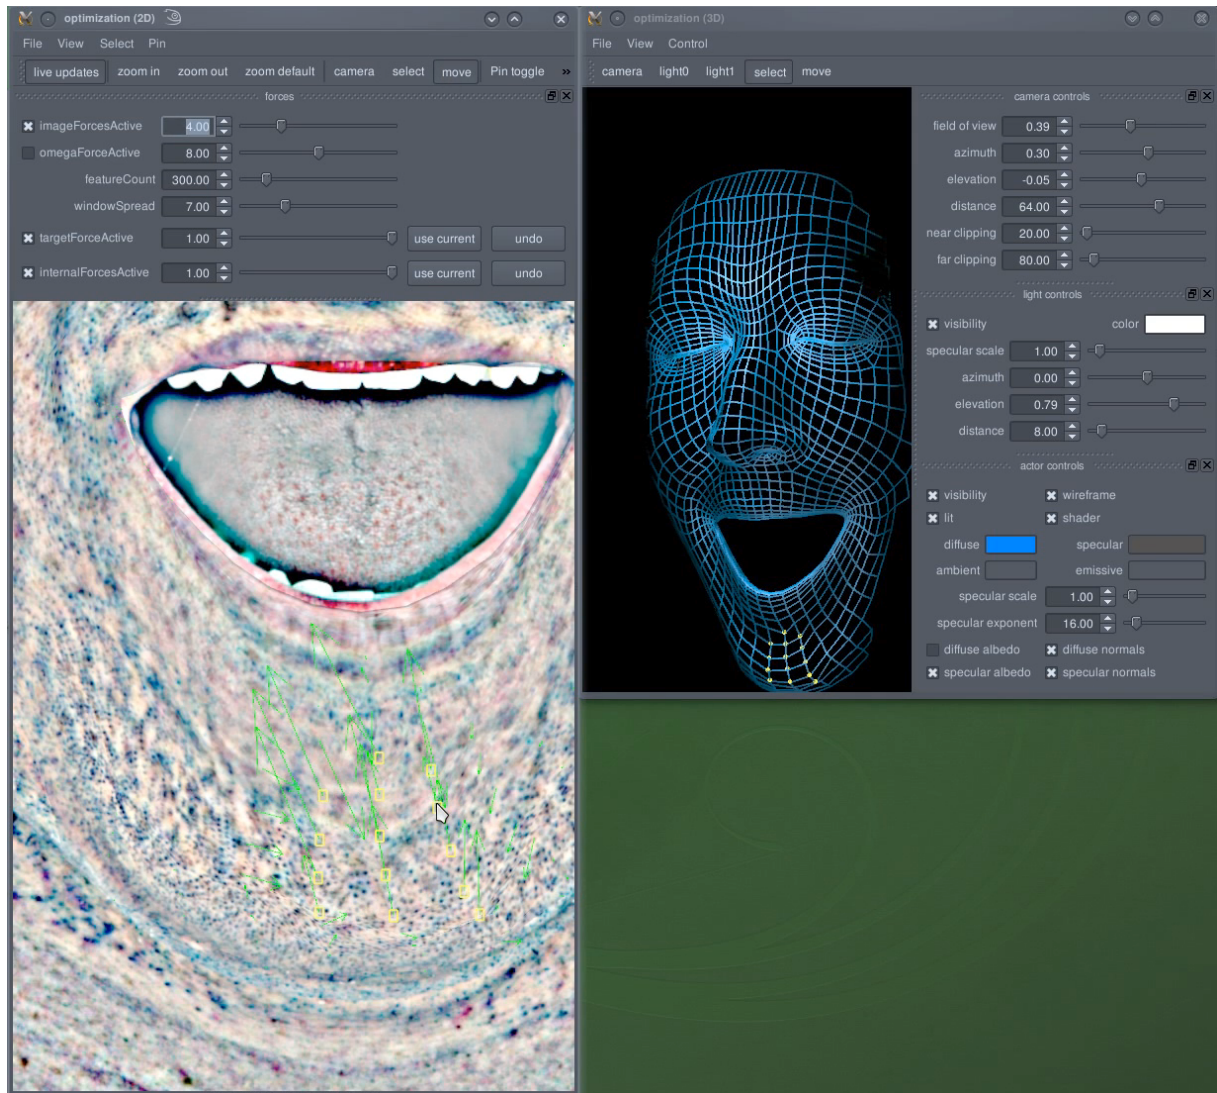 optimization (2D)
File View Select Pin
live updates zoom in zoom out zoom default camera select move Pin toggle »
forces
imageForcesActive 4.00
omegaForceActive 8.00
featureCount 300.00
windowSpread 7.00
targetForceActive 1.00 use current undo
internalForcesActive 1.00 use current undo
optimization (3D)
File View Control
camera light0 light1 select move
camera controls
field of view 0.39
azimuth 0.30
elevation -0.05
distance 64.00
near clipping 20.00
far clipping 80.00
light controls
visibility color
specular scale 1.00
azimuth 0.00
elevation 0.79
distance 8.00
actor controls
visibility wireframe
lit shader
diffuse specular
ambient emissive
specular scale 1.00
specular exponent 16.00
diffuse albedo diffuse normals
specular albedo specular normals